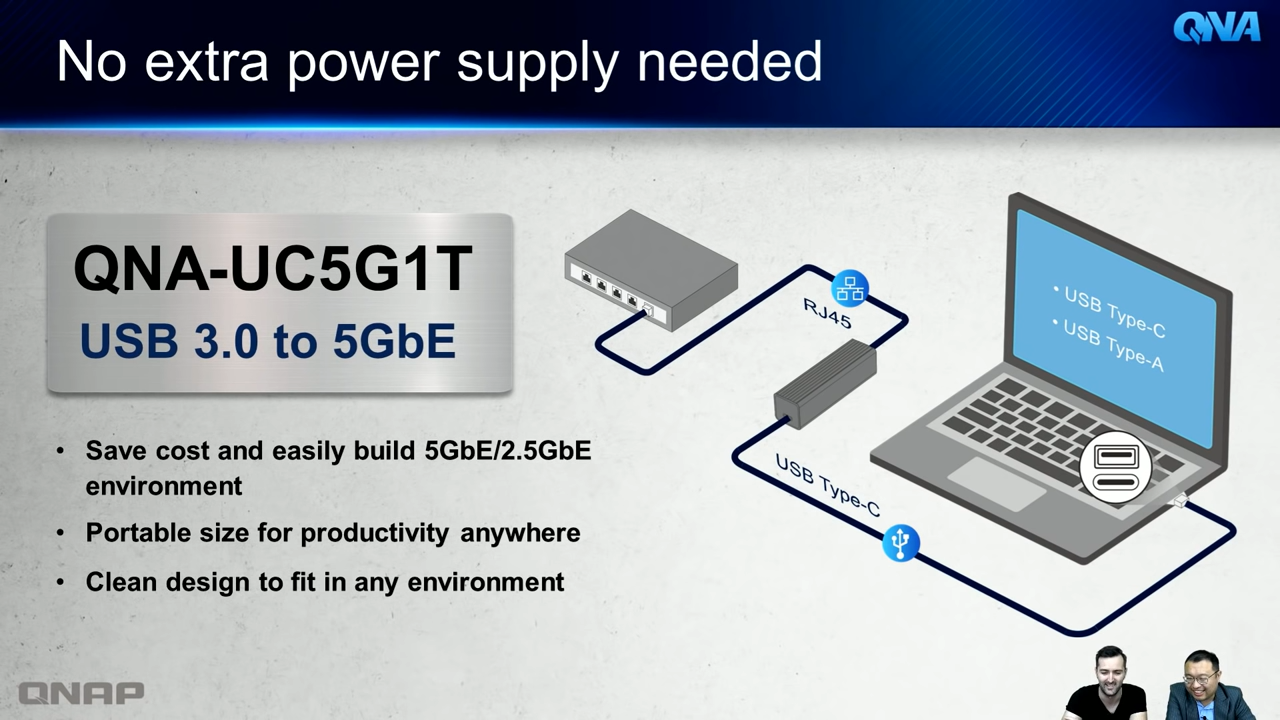 No extra power supply needed
QNA
QNA-UC5G1T
USB 3.0 to 5GbE
• Save cost and easily build 5GbE/2.5GbE
environment
• Portable size for productivity anywhere
• Clean design to fit in any environment
RJ45
USB Type-C
• USB Type-C
• USB Type-A
QNAP